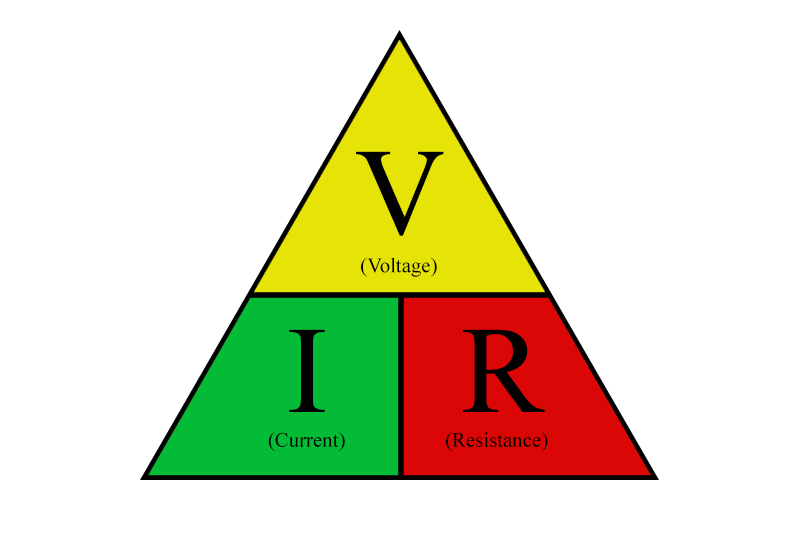 V
(Voltage)
I R
(Current) (Resistance)